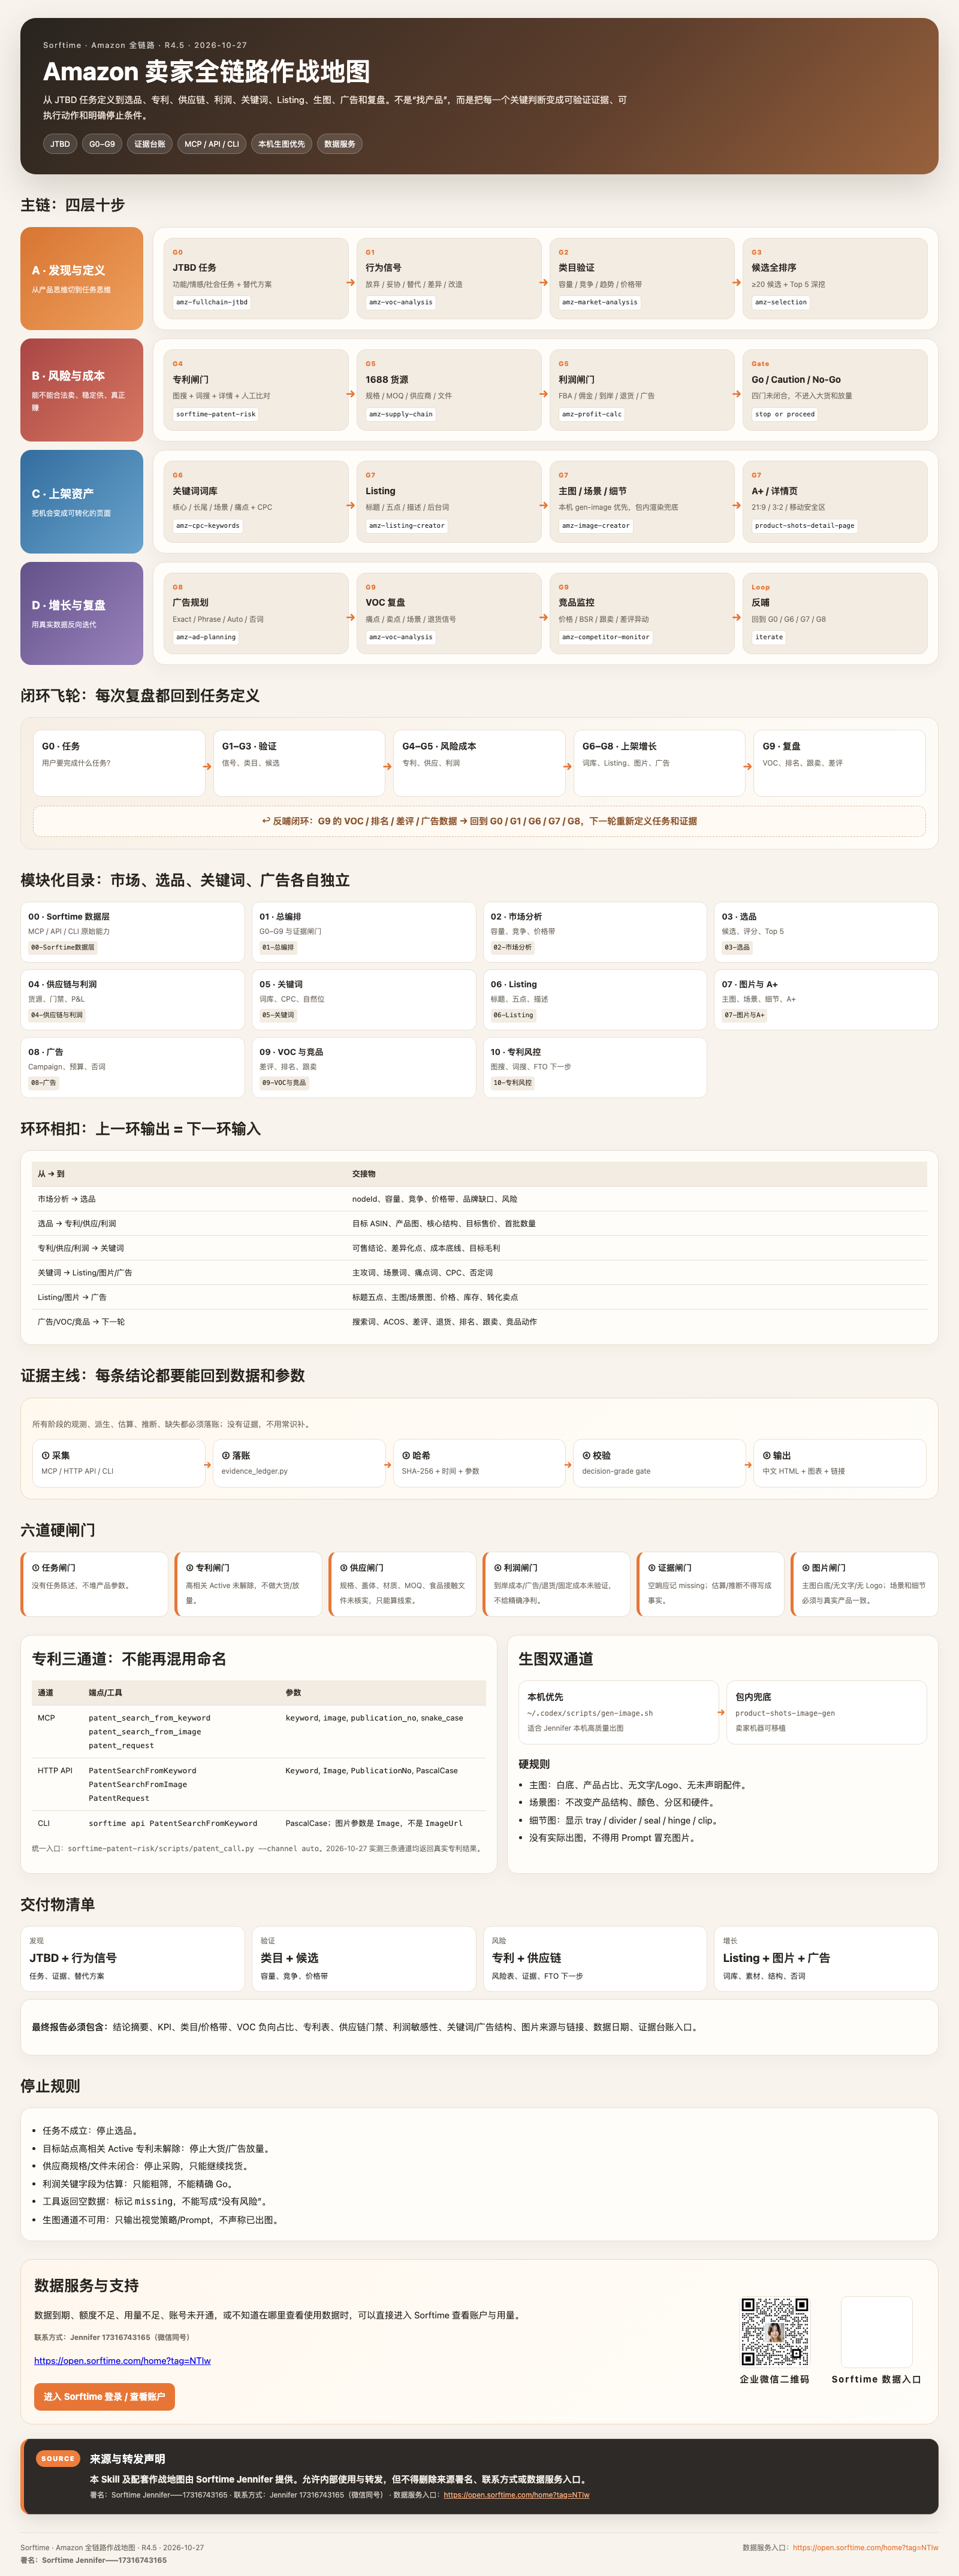 Sorftime · Amazon 全链路 · R4.5 · 2026-10-27
Amazon 卖家全链路作战地图
从 JTBD 任务定义到选品、专利、供应链、利润、关键词、Listing、生图、广告和复盘。不是“找产品”，而是把每一个关键判断变成可验证证据、可
执行动作和明确停止条件。
JTBD
G0–G9
证据台账
MCP / API / CLI
本机生图优先
数据服务
主链：四层十步
A · 发现与定义
从产品思维切到任务思维
G0
JTBD 任务
功能/情感/社会任务 + 替代方案
amz-fullchain-jtbd
➜
G1
行为信号
放弃 / 妥协 / 替代 / 差异 / 改造
amz-voc-analysis
➜
G2
类目验证
容量 / 竞争 / 趋势 / 价格带
amz-market-analysis
➜
G3
候选全排序
≥20 候选 + Top 5 深挖
amz-selection
B · 风险与成本
能不能合法卖、稳定供、真正
赚
G4
专利闸门
图搜 + 词搜 + 详情 + 人工比对
sorftime-patent-risk
➜
G5
1688 货源
规格 / MOQ / 供应商 / 文件
amz-supply-chain
➜
G5
利润闸门
FBA / 佣金 / 到岸 / 退货 / 广告
amz-profit-calc
➜
Gate
Go / Caution / No-Go
四门未闭合，不进入大货和放量
stop or proceed
C · 上架资产
把机会变成可转化的页面
G6
关键词词库
核心 / 长尾 / 场景 / 痛点 + CPC
amz-cpc-keywords
➜
G7
Listing
标题 / 五点 / 描述 / 后台词
amz-listing-creator
➜
G7
主图 / 场景 / 细节
本机 gen-image 优先，包内渲染兜底
amz-image-creator
➜
G7
A+ / 详情页
21:9 / 3:2 / 移动安全区
product-shots-detail-page
D · 增长与复盘
用真实数据反向迭代
G8
广告规划
Exact / Phrase / Auto / 否词
amz-ad-planning
➜
G9
VOC 复盘
痛点 / 卖点 / 场景 / 退货信号
amz-voc-analysis
➜
G9
竞品监控
价格 / BSR / 跟卖 / 差评异动
amz-competitor-monitor
➜
Loop
反哺
回到 G0 / G6 / G7 / G8
iterate
闭环飞轮：每次复盘都回到任务定义
G0 · 任务
用户要完成什么任务?
➜
G1–G3 · 验证
信号、类目、候选
➜
G4–G5 · 风险成本
专利、供应、利润
➜
G6–G8 · 上架增长
词库、Listing、图片、广告
➜
G9 · 复盘
VOC、排名、跟卖、差评
↩ 反哺闭环：G9 的 VOC / 排名 / 差评 / 广告数据 → 回到 G0 / G1 / G6 / G7 / G8，下一轮重新定义任务和证据
模块化目录：市场、选品、关键词、广告各自独立
00 · Sorftime 数据层
MCP / API / CLI 原始能力
00-Sorftime数据层
01 · 总编排
G0–G9 与证据闸门
01-总编排
02 · 市场分析
容量、竞争、价格带
02-市场分析
03 · 选品
候选、评分、Top 5
03-选品
04 · 供应链与利润
货源、门禁、P&L
04-供应链与利润
05 · 关键词
词库、CPC、自然位
05-关键词
06 · Listing
标题、五点、描述
06-Listing
07 · 图片与 A+
主图、场景、细节、A+
07-图片与A+
08 · 广告
Campaign、预算、否词
08-广告
09 · VOC 与竞品
差评、排名、跟卖
09-VOC与竞品
10 · 专利风控
图搜、词搜、FTO 下一步
10-专利风控
环环相扣：上一环输出 = 下一环输入
从 → 到
交接物
市场分析 → 选品
nodeId、容量、竞争、价格带、品牌缺口、风险
选品 → 专利/供应/利润
目标 ASIN、产品图、核心结构、目标售价、首批数量
专利/供应/利润 → 关键词
可售结论、差异化点、成本底线、目标毛利
关键词 → Listing/图片/广告
主攻词、场景词、痛点词、CPC、否定词
Listing/图片 → 广告
标题五点、主图/场景图、价格、库存、转化卖点
广告/VOC/竞品 → 下一轮
搜索词、ACOS、差评、退货、排名、跟卖、竞品动作
证据主线：每条结论都要能回到数据和参数
所有阶段的观测、派生、估算、推断、缺失都必须落账；没有证据，不用常识补。
① 采集
MCP / HTTP API / CLI
➜
② 落账
evidence_ledger.py
➜
③ 哈希
SHA-256 + 时间 + 参数
➜
④ 校验
decision-grade gate
➜
⑤ 输出
中文 HTML + 图表 + 链接
六道硬闸门
① 任务闸门
没有任务陈述，不堆产品参数。
② 专利闸门
高相关 Active 未解除，不做大货/放
量。
③ 供应闸门
规格、盖体、材质、MOQ、食品接触文
件未核实，只能算线索。
④ 利润闸门
到岸成本/广告/退货/固定成本未验证，
不给精确净利。
⑤ 证据闸门
空响应记 missing；估算/推断不得写成
事实。
⑥ 图片闸门
主图白底/无文字/无 Logo；场景和细节
必须与真实产品一致。
专利三通道：不能再混用命名
通道
端点/工具
参数
MCP
patent_search_from_keyword
patent_search_from_image
patent_request
keyword, image, publication_no, snake_case
HTTP API
PatentSearchFromKeyword
PatentSearchFromImage
PatentRequest
Keyword, Image, PublicationNo, PascalCase
CLI
sorftime api PatentSearchFromKeyword
PascalCase；图片参数是 Image，不是 ImageUrl
统一入口：sorftime-patent-risk/scripts/patent_call.py --channel auto。2026-10-27 实测三条通道均返回真实专利结果。
生图双通道
本机优先
~/.codex/scripts/gen-image.sh
适合 Jennifer 本机高质量出图
➜
包内兜底
product-shots-image-gen
卖家机器可移植
硬规则
• 主图：白底、产品占比、无文字/Logo、无未声明配件。
• 场景图：不改变产品结构、颜色、分区和硬件。
• 细节图：显示 tray / divider / seal / hinge / clip。
• 没有实际出图，不得用 Prompt 冒充图片。
交付物清单
发现
JTBD + 行为信号
任务、证据、替代方案
验证
类目 + 候选
容量、竞争、价格带
风险
专利 + 供应链
风险表、证据、FTO 下一步
增长
Listing + 图片 + 广告
词库、素材、结构、否词
最终报告必须包含：结论摘要、KPI、类目/价格带、VOC 负向占比、专利表、供应链门禁、利润敏感性、关键词/广告结构、图片来源与链接、数据日期、证据台账入口。
停止规则
• 任务不成立：停止选品。
• 目标站点高相关 Active 专利未解除：停止大货/广告放量。
• 供应商规格/文件未闭合：停止采购，只能继续找货。
• 利润关键字段为估算：只能粗筛，不能精确 Go。
• 工具返回空数据：标记 missing，不能写成“没有风险”。
• 生图通道不可用：只输出视觉策略/Prompt，不声称已出图。
数据服务与支持
数据到期、额度不足、用量不足、账号未开通，或不知道在哪里查看使用数据时，可以直接进入 Sorftime 查看账户与用量。
联系方式：Jennifer 17316743165（微信同号）
https://open.sorftime.com/home?tag=NTlw
进入 Sorftime 登录 / 查看账户
企业微信二维码
Sorftime 数据入口
SOURCE
来源与转发声明
本 Skill 及配套作战地图由 Sorftime Jennifer 提供。允许内部使用与转发，但不得删除来源署名、联系方式或数据服务入口。
署名：Sorftime Jennifer——17316743165 · 联系方式：Jennifer 17316743165（微信同号） · 数据服务入口：https://open.sorftime.com/home?tag=NTlw
Sorftime · Amazon 全链路作战地图 · R4.5 · 2026-10-27
署名：Sorftime Jennifer——17316743165
数据服务入口：https://open.sorftime.com/home?tag=NTlw